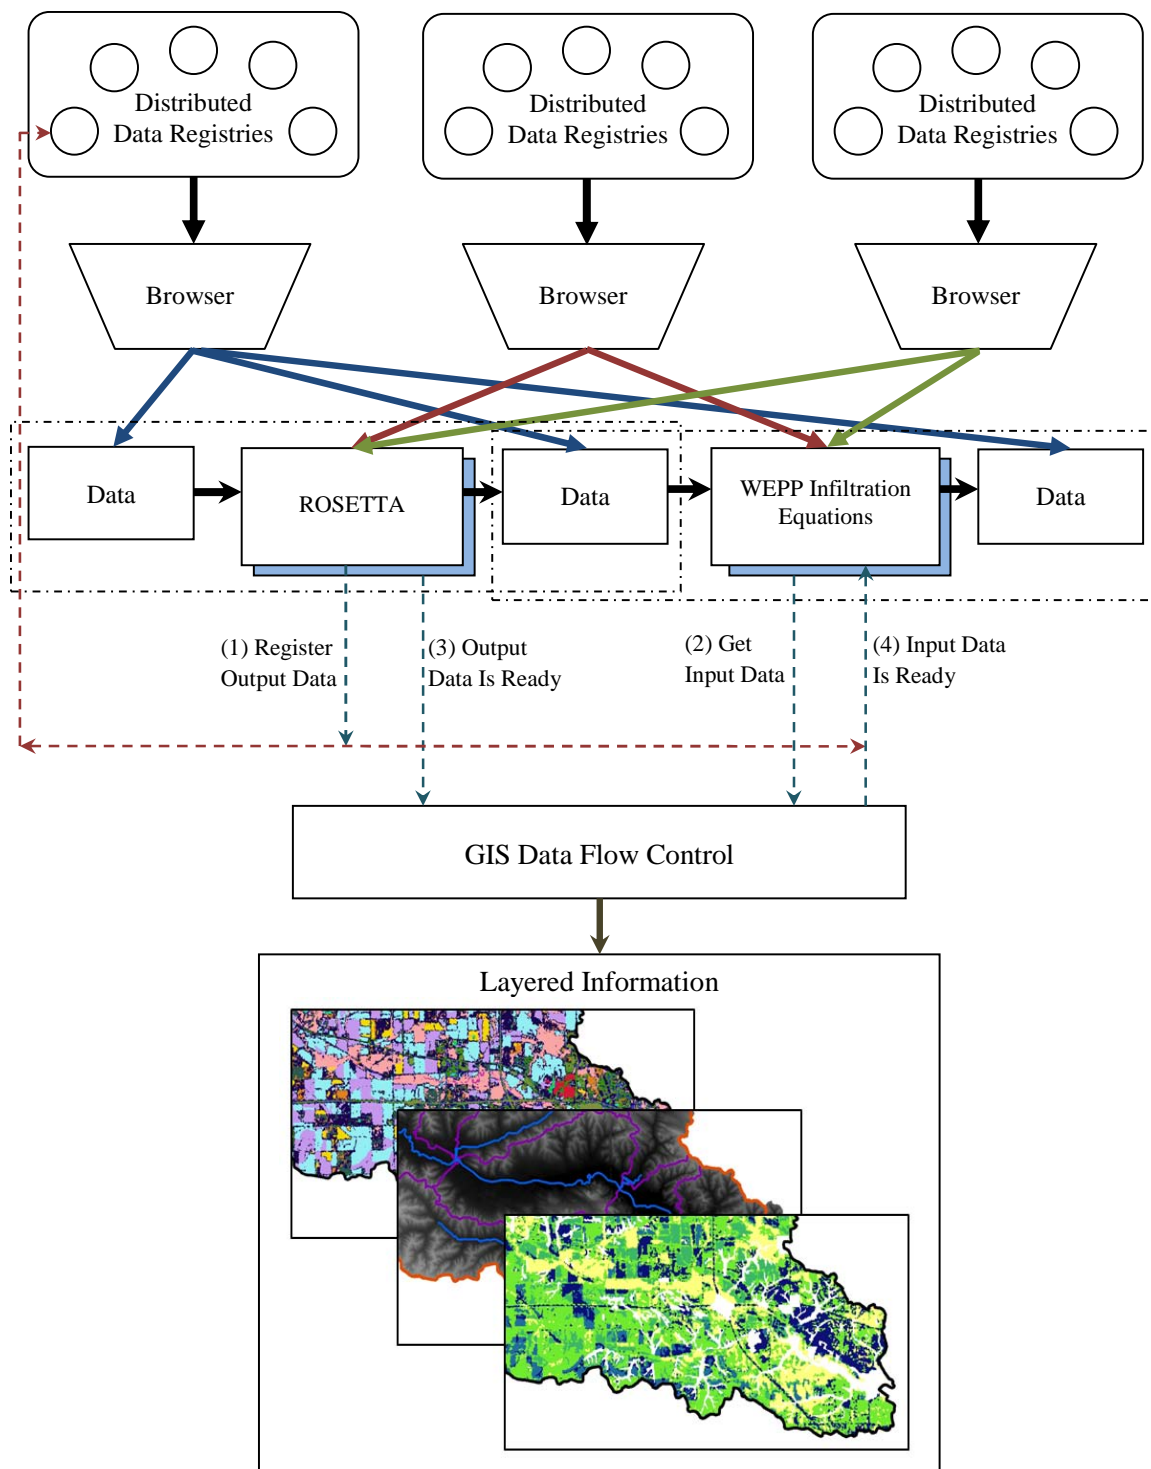 Distributed
Data Registries
Distributed
Data Registries
Distributed
Data Registries
Browser
Browser
Browser
Data
ROSETTA
Data
WEPP Infiltration
Equations
Data
(1) Register
Output Data
(3) Output
Data Is Ready
(2) Get
Input Data
(4) Input Data
Is Ready
GIS Data Flow Control
Layered Information